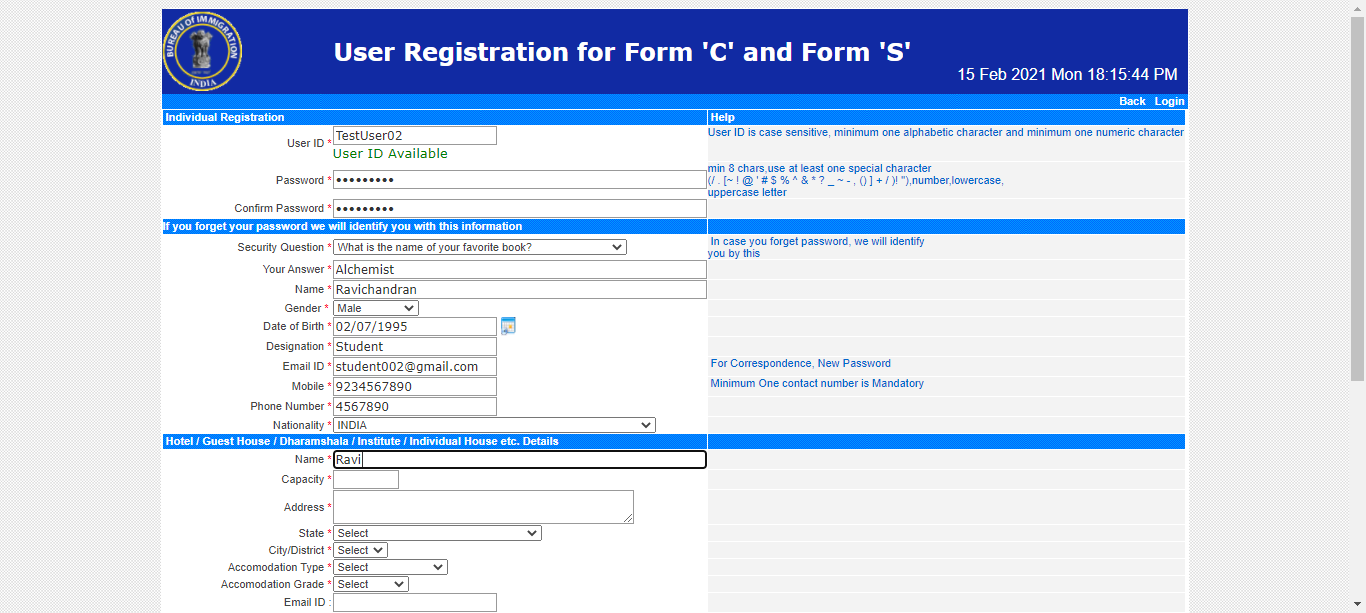 BUREAU OF IMMIGRATION
INDIA
User Registration for Form 'C' and Form 'S'
15 Feb 2021 Mon 18:15:44 PM
Back Login
Individual Registration Help
User ID * TestUser02 User ID is case sensitive, minimum one alphabetic character and minimum one numeric character
User ID Available
Password * ••••••••• min 8 chars,use at least one special character
(/ . [~ ! @ ' # $ % ^ & * ? _ ~ - , () ] + / )! "),number,lowercase,
uppercase letter
Confirm Password * •••••••••
If you forget your password we will identify you with this information
Security Question * What is the name of your favorite book? In case you forget password, we will identify
you by this
Your Answer * Alchemist
Name * Ravichandran
Gender * Male
Date of Birth * 02/07/1995
Designation * Student
Email ID * student002@gmail.com For Correspondence, New Password
Mobile * 9234567890 Minimum One contact number is Mandatory
Phone Number * 4567890
Nationality * INDIA
Hotel / Guest House / Dharamshala / Institute / Individual House etc. Details
Name * Ravi
Capacity *
Address *
State * Select
City/District * Select
Accomodation Type * Select
Accomodation Grade * Select
Email ID :